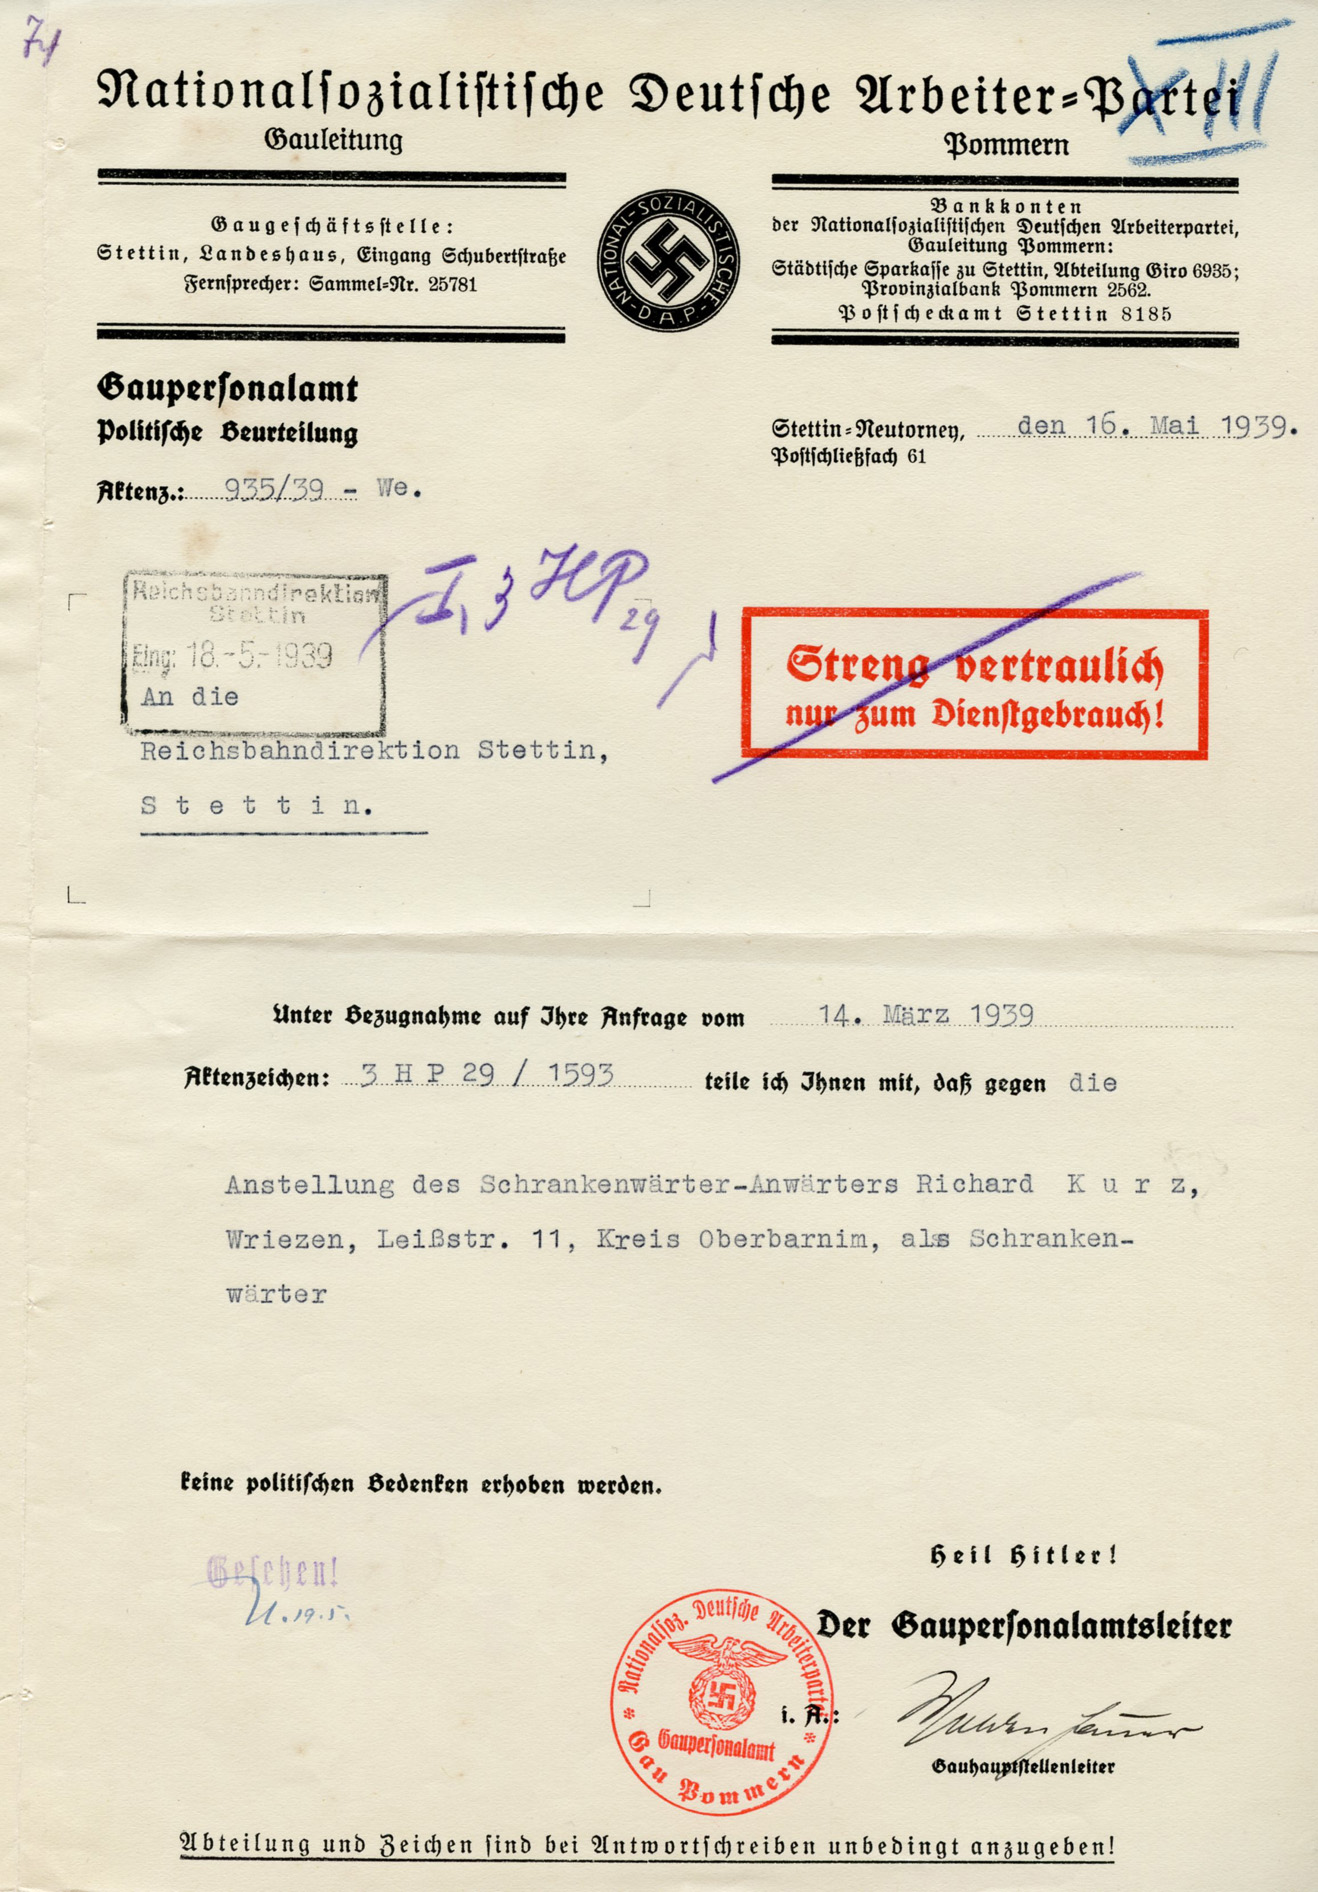 74
XIII
Nationalsozialistische Deutsche Arbeiter-Partei
Gauleitung
Pommern
Gaugeschäftsstelle:
Stettin, Landeshaus, Eingang Schubertstraße
Fernsprecher: Sammel-Nr. 25781
NATIONAL-SOZIALISTISCHE D.A.P.
Bankkonten
der Nationalsozialistischen Deutschen Arbeiterpartei,
Gauleitung Pommern:
Städtische Sparkasse zu Stettin, Abteilung Giro 6935;
Provinzialbank Pommern 2562.
Postscheckamt Stettin 8185
Gaupersonalamt
Politische Beurteilung
Stettin-Neutorney, den 16. Mai 1939.
Postschließfach 61
Aktenz.: 935/39 - We.
Reichsbahndirektion
Stettin
Eing: 18.-5.-1939
I, 3 HP 29
Streng vertraulich
nur zum Dienstgebrauch!
An die
Reichsbahndirektion Stettin,
S t e t t i n.
Unter Bezugnahme auf Ihre Anfrage vom 14. März 1939
Aktenzeichen: 3 H P 29 / 1593 teile ich Ihnen mit, daß gegen die
Anstellung des Schrankenwärter-Anwärters Richard K u r z,
Wriezen, Leißstr. 11, Kreis Oberbarnim, als Schranken-
wärter
keine politischen Bedenken erhoben werden.
Gesehen!
19.5.
Heil Hitler!
Der Gaupersonalamtsleiter
i. A.:
Gauhauptstellenleiter
Nationalsoz. Deutsche Arbeiterpartei
Gaupersonalamt
Gau Pommern
Abteilung und Zeichen sind bei Antwortschreiben unbedingt anzugeben!